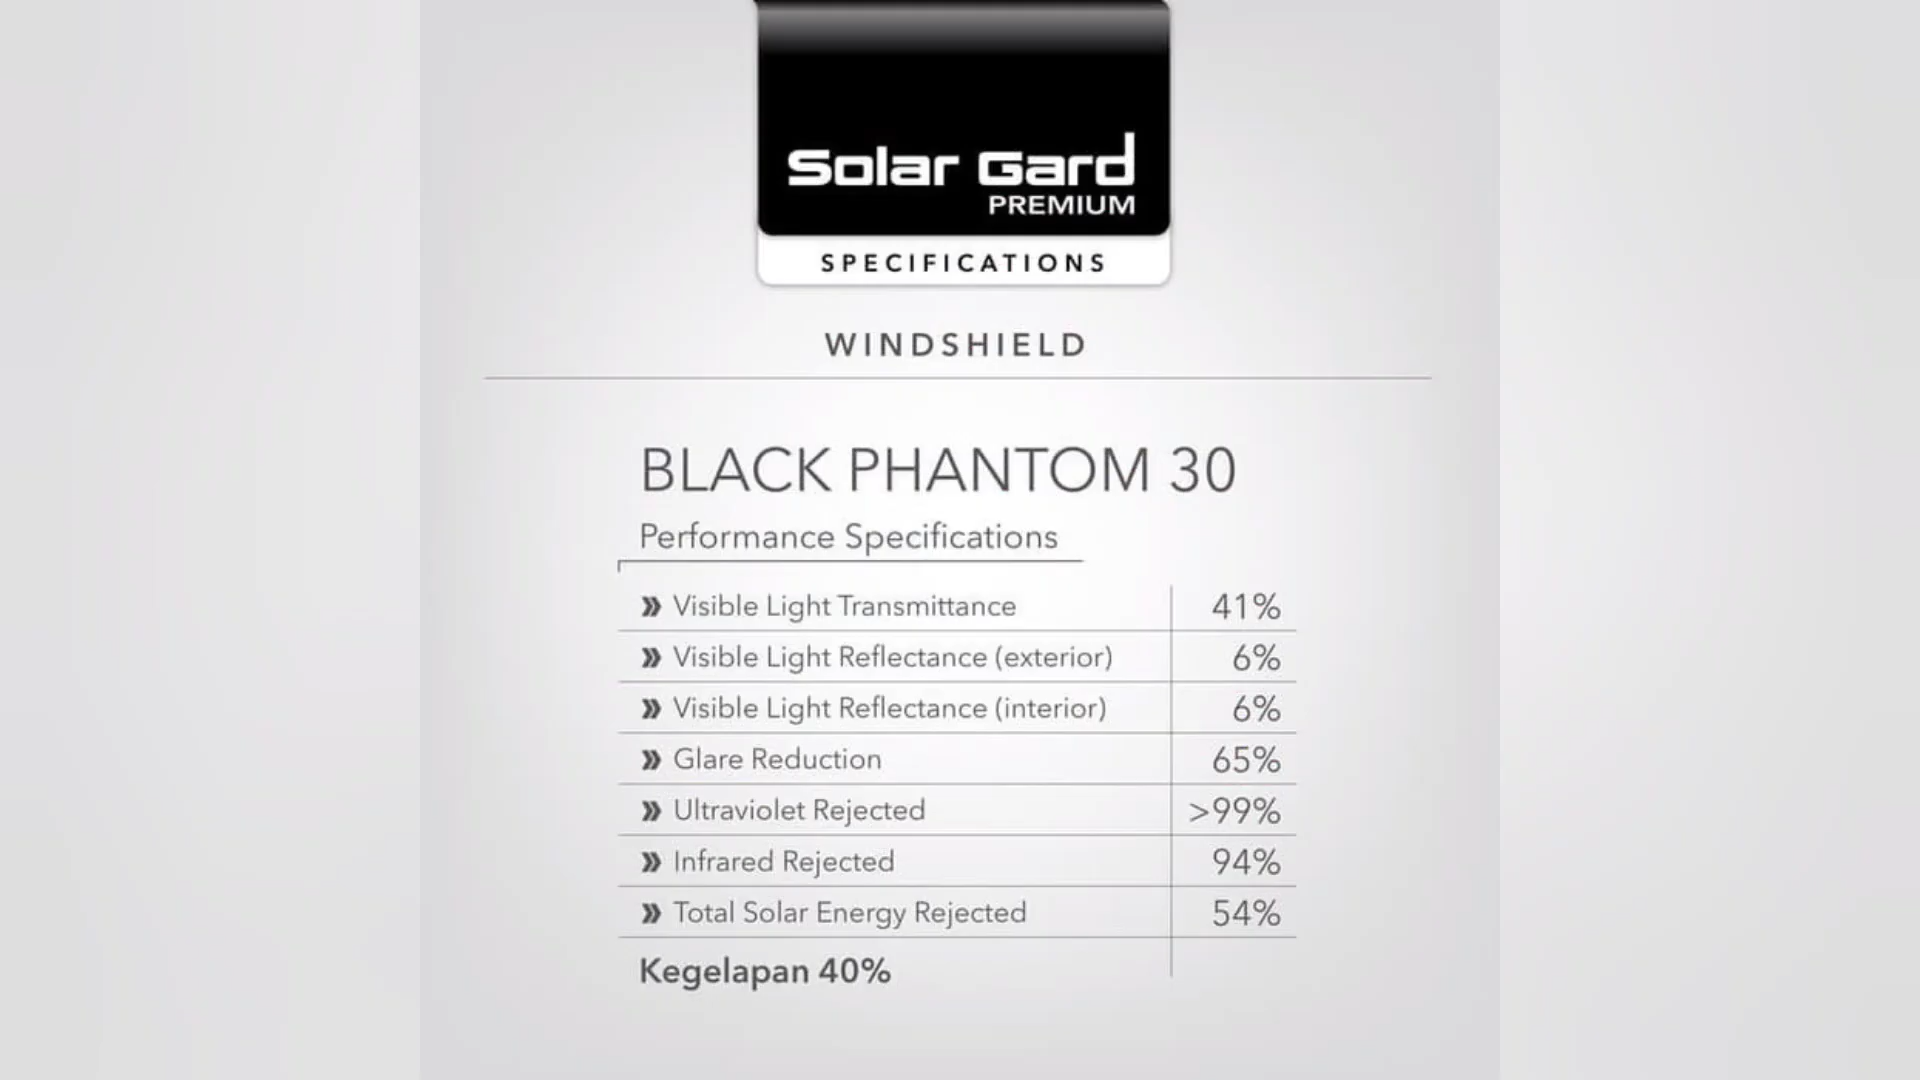 Solar Gard
PREMIUM
SPECIFICATIONS
WINDSHIELD
BLACK PHANTOM 30
Performance Specifications
» Visible Light Transmittance 41%
» Visible Light Reflectance (exterior) 6%
» Visible Light Reflectance (interior) 6%
» Glare Reduction 65%
» Ultraviolet Rejected >99%
» Infrared Rejected 94%
» Total Solar Energy Rejected 54%
Kegelapan 40%